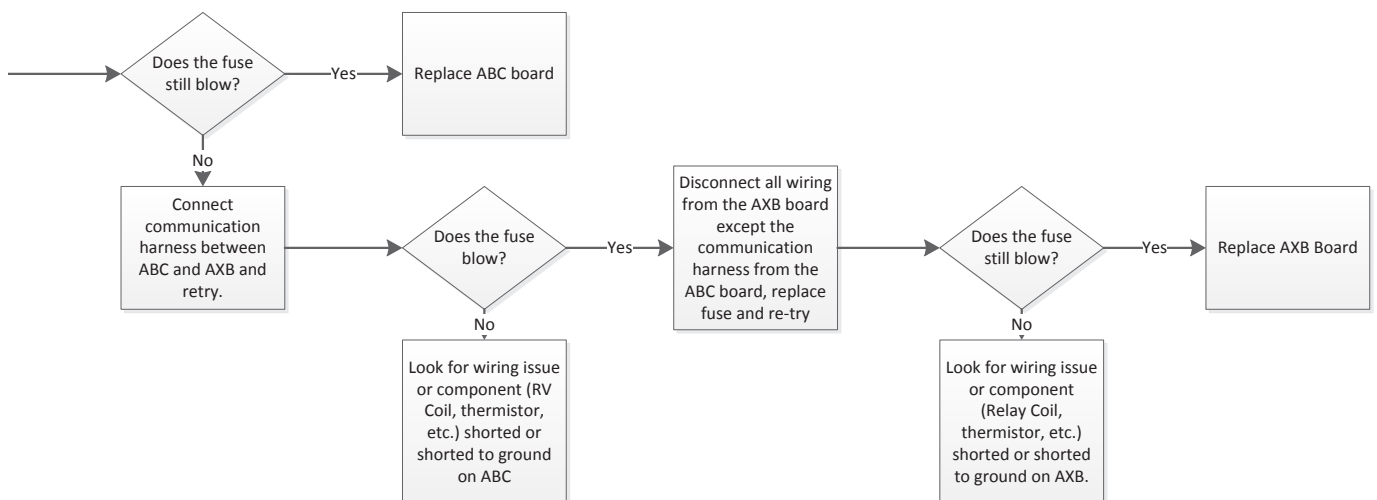 Does the fuse
still blow?
Yes
Replace ABC board
No
Connect
communication
harness between
ABC and AXB and
retry.
Does the fuse
blow?
Yes
Disconnect all wiring
from the AXB board
except the
communication
harness from the
ABC board, replace
fuse and re-try
Does the fuse
still blow?
Yes
Replace AXB Board
No
Look for wiring issue
or component (RV
Coil, thermistor,
etc.) shorted or
shorted to ground
on ABC
No
Look for wiring issue
or component
(Relay Coil,
thermistor, etc.)
shorted or shorted
to ground on AXB.